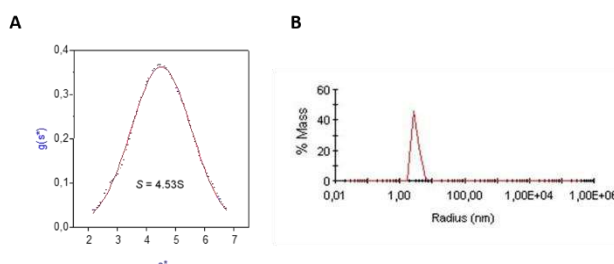 A
0,4
0,3
g(s*)
0,2
0,1
0,0
S = 4.53S
2 3 4 5 6 7
B
60
40
% Mass
20
0
0,01 1,00 100,00 1,00E+04 1,00E+06
Radius (nm)